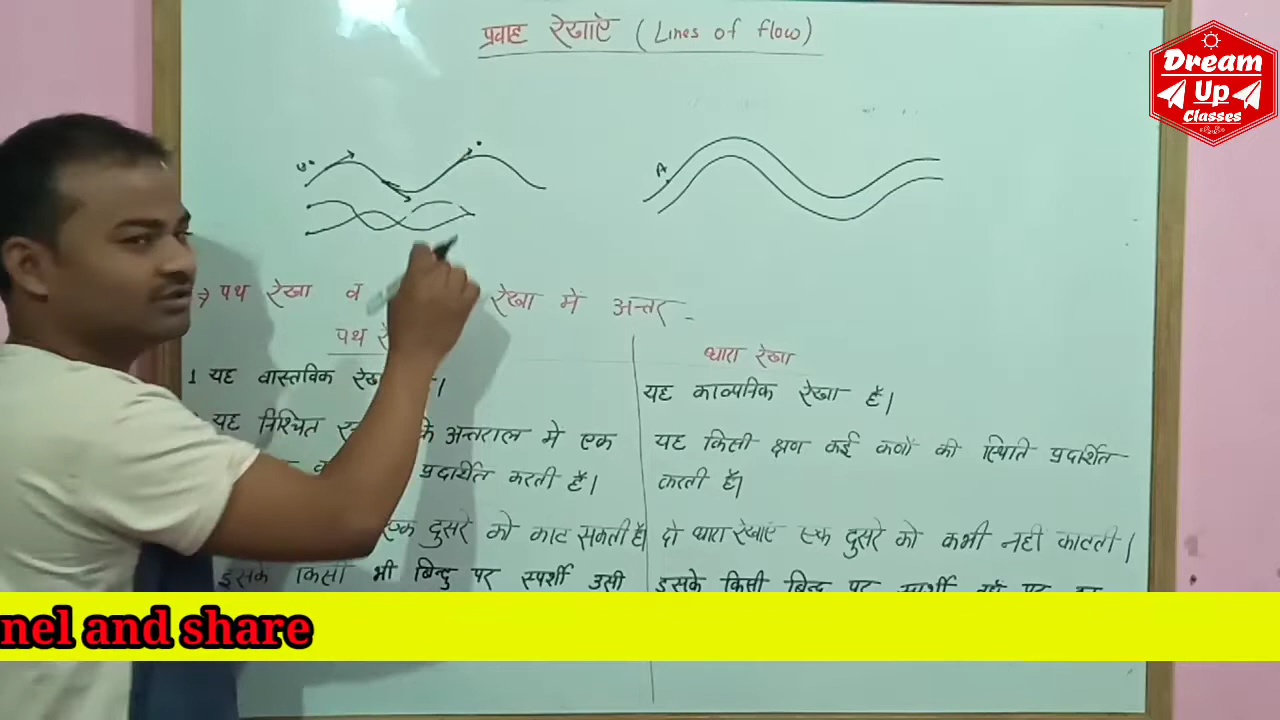 प्रवाह रेखाएं (Lines of flow)
Dream
Up
Classes
A
⇒ पथ रेखा व रेखा में अन्तर -
पथ
धारा रेखा
1 यह वास्तविक
यह काल्पनिक रेखा है।
यह निश्चित के अन्तराल मे एक
यह किसी क्षण कई कणों की स्थिति प्रदर्शित
प्रदर्शित करती है।
करती है।
एक दुसरे को काट सकती है।
दो धारा रेखाएं एक दुसरे को कभी नहीं काटती।
इसके किसी भी बिन्दु पर स्पर्शी उसी
इसके किसी बिन्दु पर स्पर्शी
nel and share